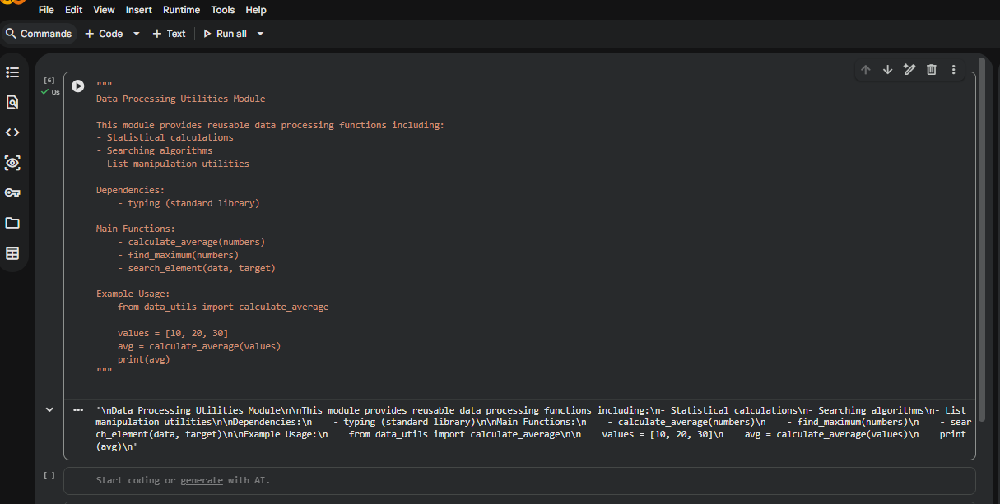 File Edit View Insert Runtime Tools Help
Commands + Code + Text Run all
[6]
0s
"""
Data Processing Utilities Module
This module provides reusable data processing functions including:
- Statistical calculations
- Searching algorithms
- List manipulation utilities
Dependencies:
    - typing (standard library)
Main Functions:
    - calculate_average(numbers)
    - find_maximum(numbers)
    - search_element(data, target)
Example Usage:
    from data_utils import calculate_average
    values = [10, 20, 30]
    avg = calculate_average(values)
    print(avg)
"""
'\nData Processing Utilities Module\n\nThis module provides reusable data processing functions including:\n- Statistical calculations\n- Searching algorithms\n- List
manipulation utilities\n\nDependencies:\n    - typing (standard library)\n\nMain Functions:\n    - calculate_average(numbers)\n    - find_maximum(numbers)\n    - sear
ch_element(data, target)\n\nExample Usage:\n    from data_utils import calculate_average\n\n    values = [10, 20, 30]\n    avg = calculate_average(values)\n    print
(avg)\n'
[ ]
Start coding or generate with AI.